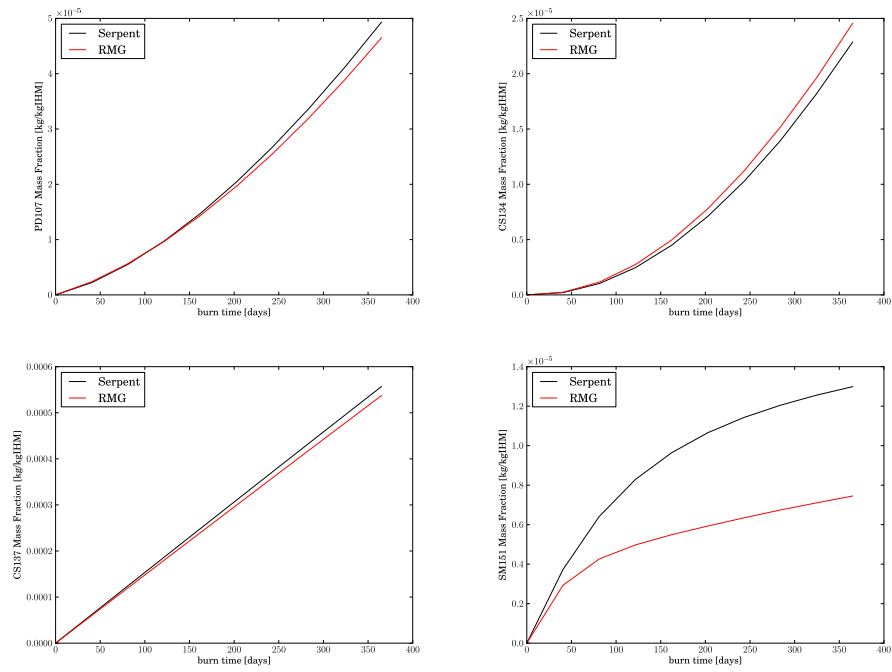 ×10⁻⁵
5
4
3
2
1
0
PD107 Mass Fraction [kg/kgIHM]
Serpent
RMG
0 50 100 150 200 250 300 350 400
burn time [days]
×10⁻⁵
2.5
2.0
1.5
1.0
0.5
0.0
CS134 Mass Fraction [kg/kgIHM]
Serpent
RMG
0 50 100 150 200 250 300 350 400
burn time [days]
0.0006
0.0005
0.0004
0.0003
0.0002
0.0001
0.0000
CS137 Mass Fraction [kg/kgIHM]
Serpent
RMG
0 50 100 150 200 250 300 350 400
burn time [days]
×10⁻⁵
1.4
1.2
1.0
0.8
0.6
0.4
0.2
0.0
SM151 Mass Fraction [kg/kgIHM]
Serpent
RMG
0 50 100 150 200 250 300 350 400
burn time [days]